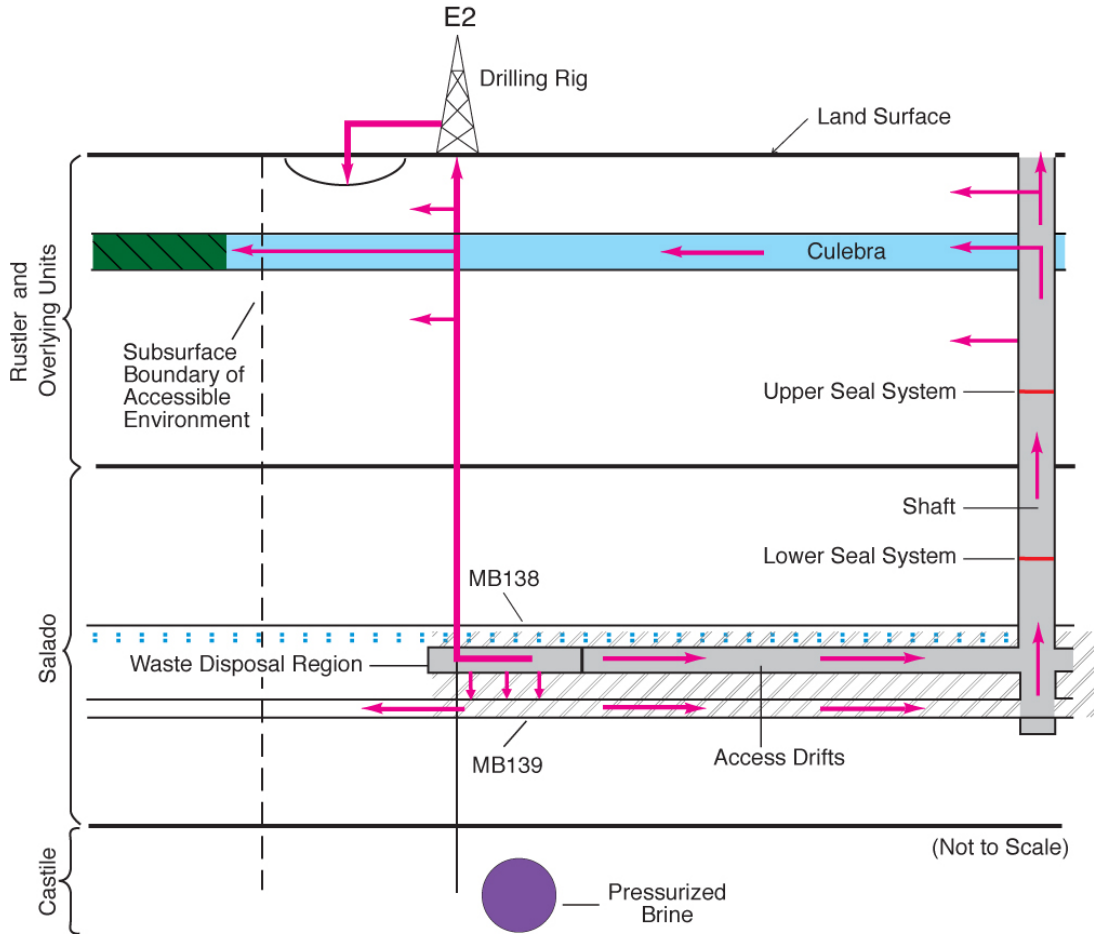 E2
Drilling Rig
Land Surface
Rustler and
Overlying Units
Culebra
Subsurface
Boundary of
Accessible
Environment
Upper Seal System
Shaft
Lower Seal System
MB138
Salado
Waste Disposal Region
MB139
Access Drifts
(Not to Scale)
Castile
Pressurized
Brine